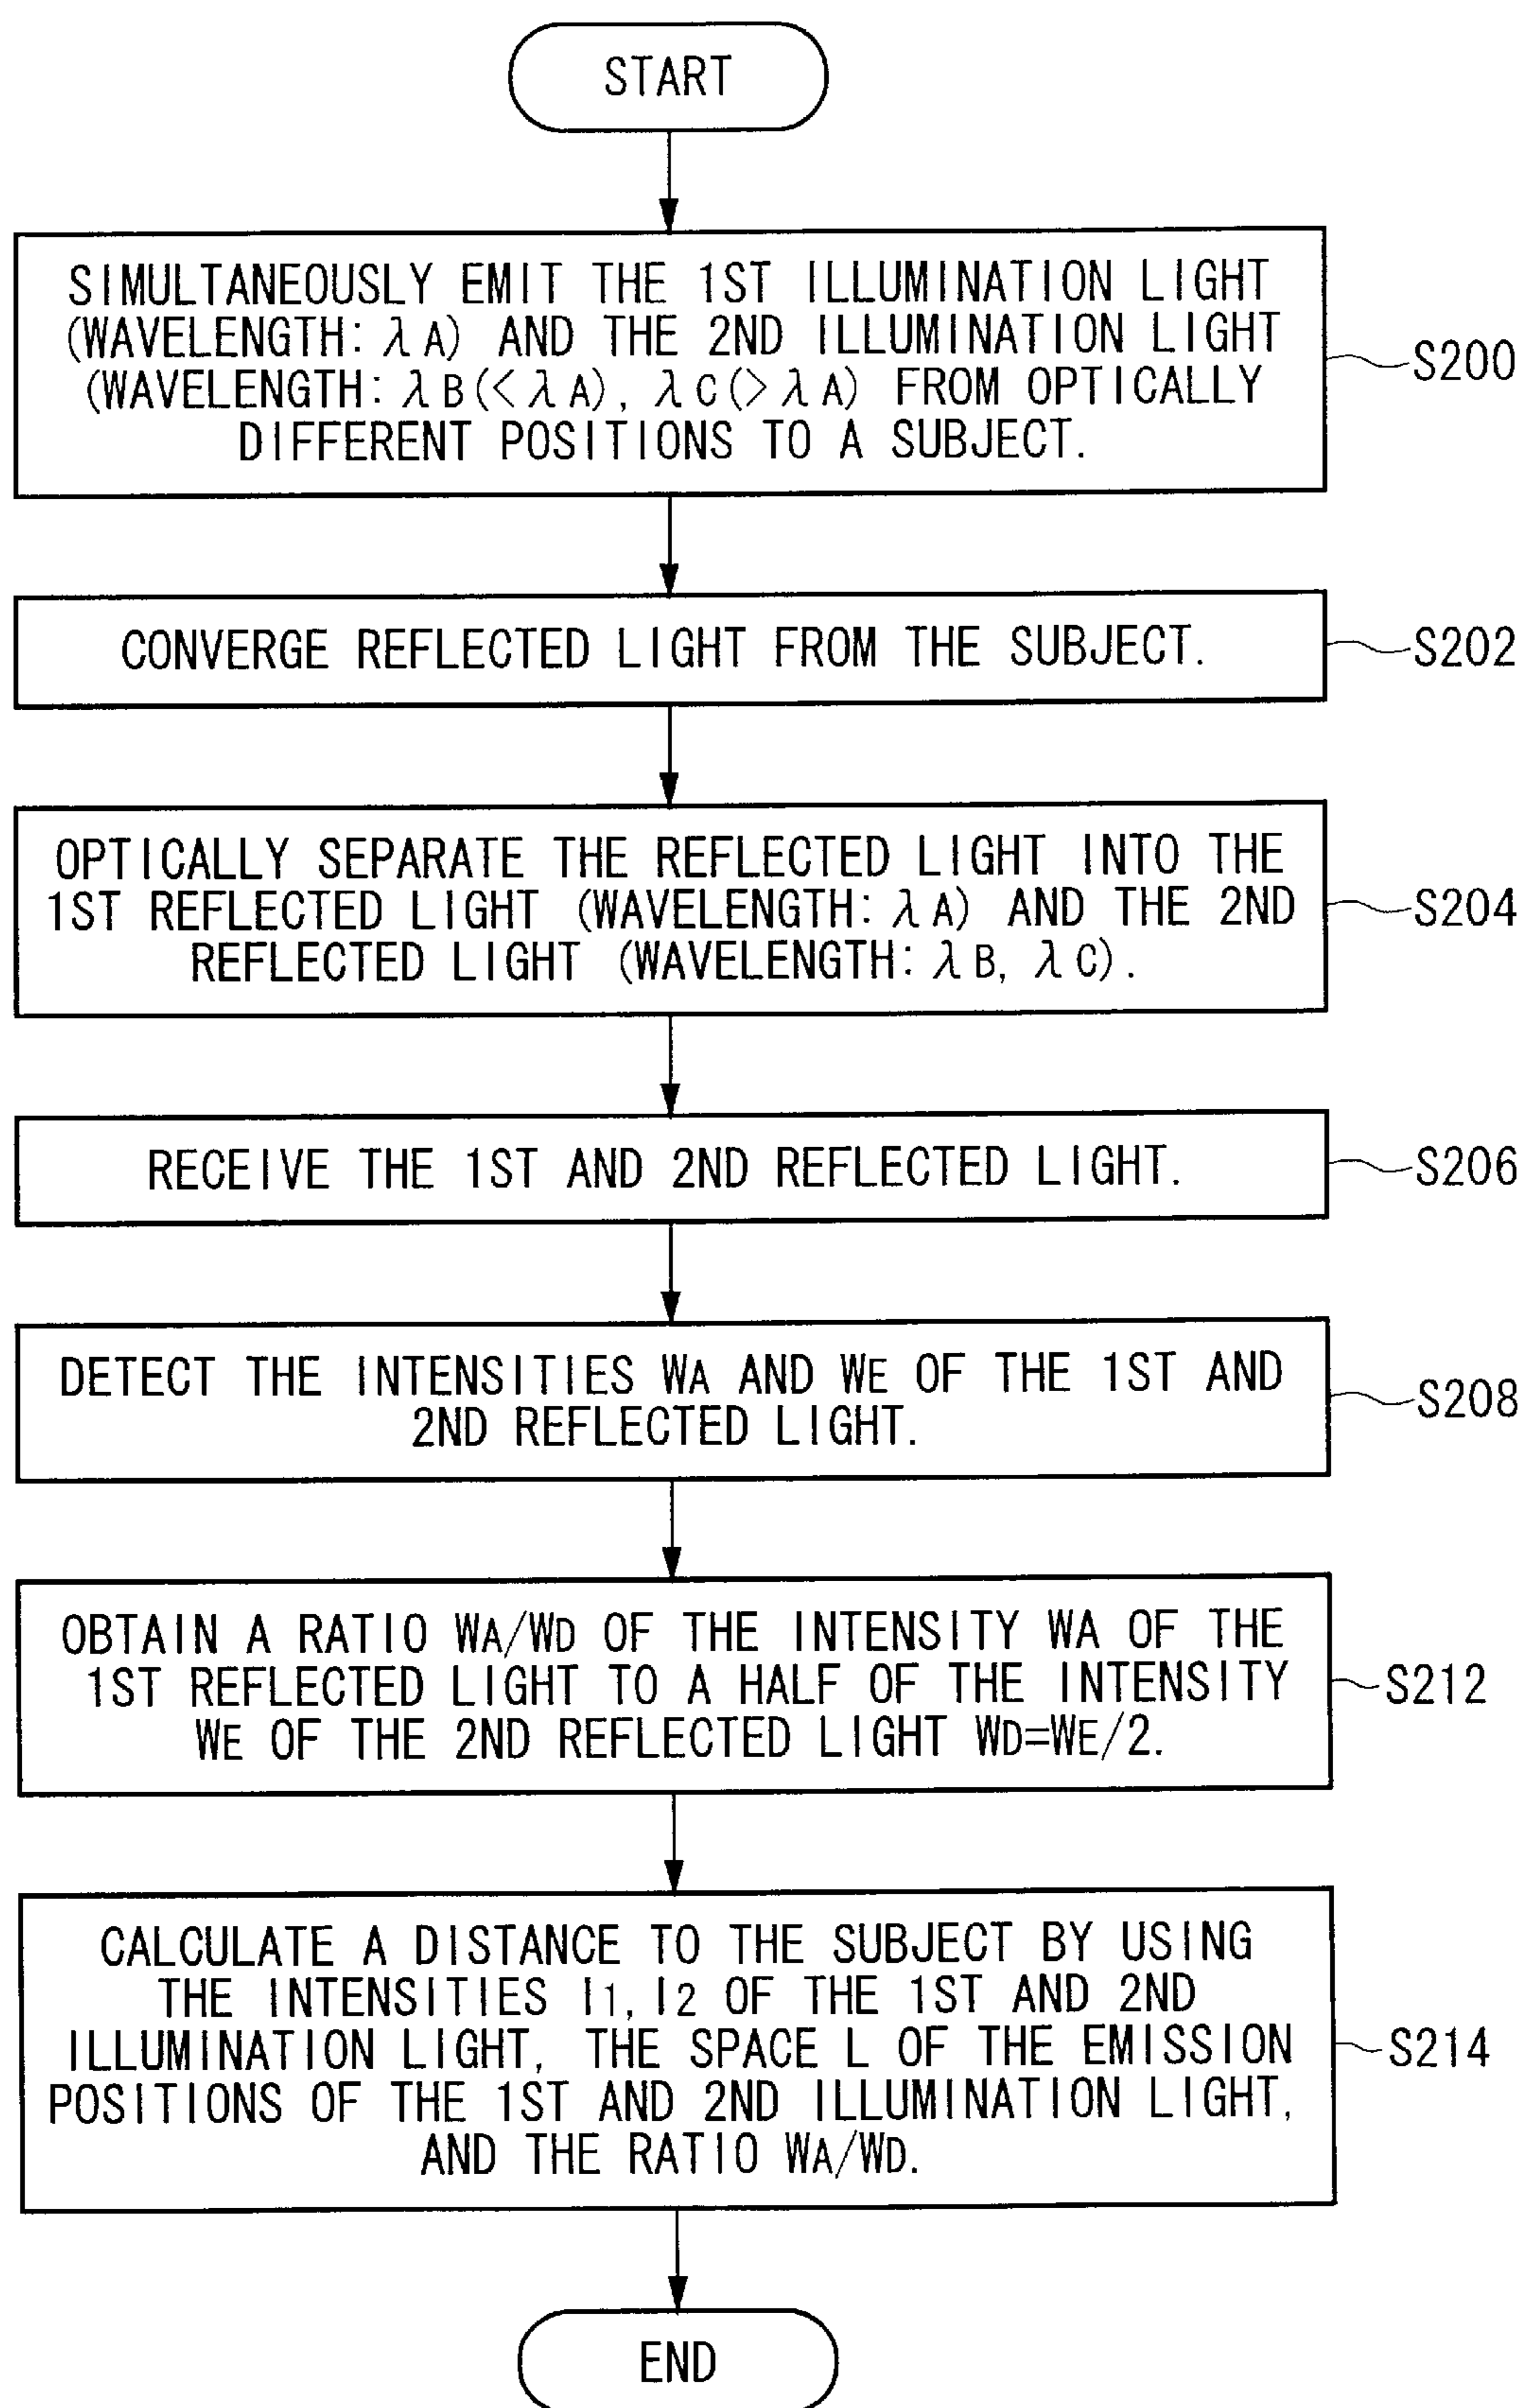 START
SIMULTANEOUSLY EMIT THE 1ST ILLUMINATION LIGHT
(WAVELENGTH: λA) AND THE 2ND ILLUMINATION LIGHT
(WAVELENGTH: λB(<λA), λC(>λA) FROM OPTICALLY
DIFFERENT POSITIONS TO A SUBJECT.
S200
CONVERGE REFLECTED LIGHT FROM THE SUBJECT.
S202
OPTICALLY SEPARATE THE REFLECTED LIGHT INTO THE
1ST REFLECTED LIGHT (WAVELENGTH: λA) AND THE 2ND
REFLECTED LIGHT (WAVELENGTH: λB, λC).
S204
RECEIVE THE 1ST AND 2ND REFLECTED LIGHT.
S206
DETECT THE INTENSITIES WA AND WE OF THE 1ST AND
2ND REFLECTED LIGHT.
S208
OBTAIN A RATIO WA/WD OF THE INTENSITY WA OF THE
1ST REFLECTED LIGHT TO A HALF OF THE INTENSITY
WE OF THE 2ND REFLECTED LIGHT WD=WE/2.
S212
CALCULATE A DISTANCE TO THE SUBJECT BY USING
THE INTENSITIES I1, I2 OF THE 1ST AND 2ND
ILLUMINATION LIGHT, THE SPACE L OF THE EMISSION
POSITIONS OF THE 1ST AND 2ND ILLUMINATION LIGHT,
AND THE RATIO WA/WD.
S214
END